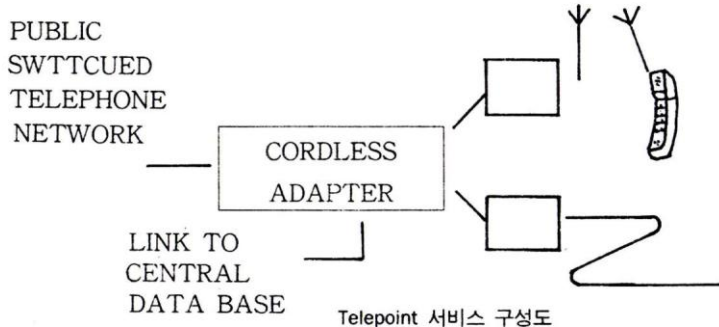 PUBLIC
SWTTCUED
TELEPHONE
NETWORK
CORDLESS
ADAPTER
LINK TO
CENTRAL
DATA BASE
Telepoint 서비스 구성도